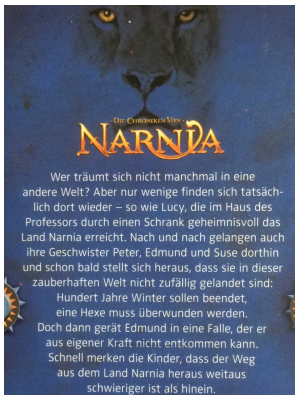 DIE CHRONIKEN VON
NARNIA
Wer träumt sich nicht manchmal in eine
andere Welt? Aber nur wenige finden sich tatsäch-
lich dort wieder – so wie Lucy, die im Haus des
Professors durch einen Schrank geheimnisvoll das
Land Narnia erreicht. Nach und nach gelangen auch
ihre Geschwister Peter, Edmund und Suse dorthin
und schon bald stellt sich heraus, dass sie in dieser
zauberhaften Welt nicht zufällig gelandet sind:
Hundert Jahre Winter sollen beendet,
eine Hexe muss überwunden werden.
Doch dann gerät Edmund in eine Falle, der er
aus eigener Kraft nicht entkommen kann.
Schnell merken die Kinder, dass der Weg
aus dem Land Narnia heraus weitaus
schwieriger ist als hinein.